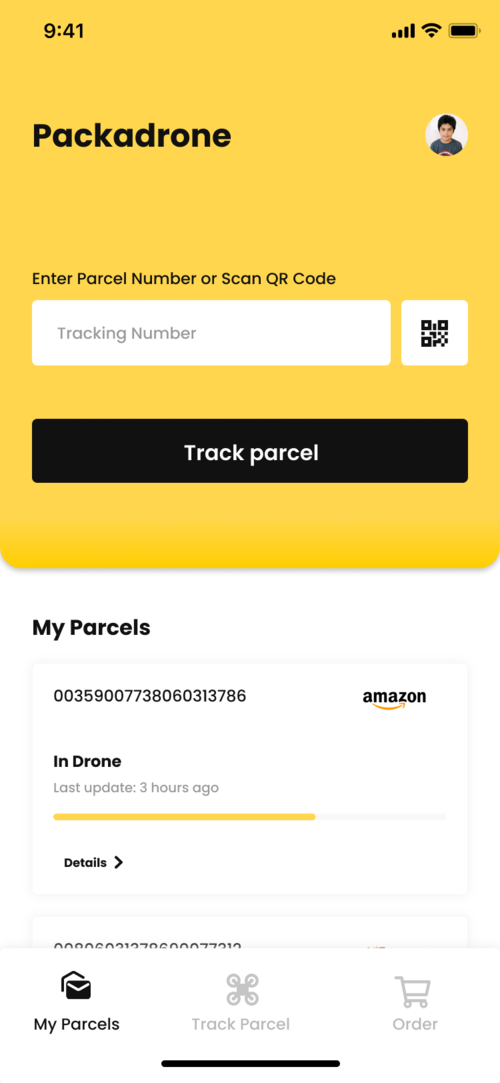 9:41
Packadrone
Enter Parcel Number or Scan QR Code
Tracking Number
Track parcel
My Parcels
00359007738060313786
amazon
In Drone
Last update: 3 hours ago
Details
My Parcels
Track Parcel
Order